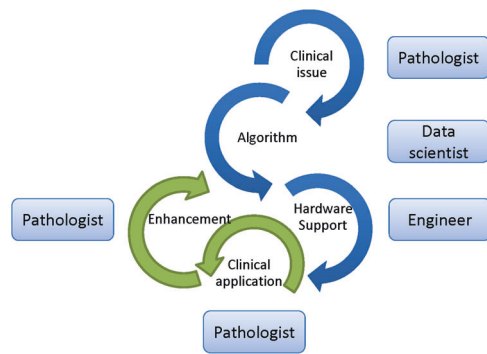 Clinical
issue
Pathologist
Algorithm
Data
scientist
Pathologist
Enhancement
Hardware
Support
Engineer
Clinical
application
Pathologist